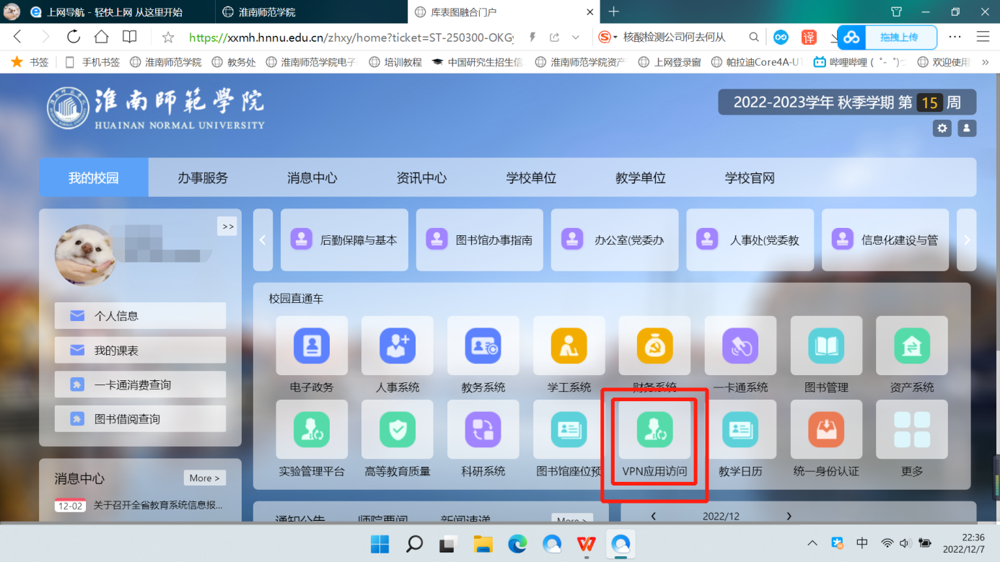 上网导航 - 轻快上网 从这里开始
淮南师范学院
库表图融合门户
https://xxmh.hnnu.edu.cn/zhxy/home?ticket=ST-250300-OKG
核酸检测公司何去何从
译
拖拽上传
书签
手机书签
淮南师范学院
教务处
淮南师范学院电子
培训教程
中国研究生招生信
淮南师范学院资产
上网登录窗
帕拉迪Core4A-U
哔哩哔哩 ( ゜- ゜)つ
欢迎使用
淮南師範學院
HUAINAN NORMAL UNIVERSITY
2022-2023学年 秋季学期 第 15 周
我的校园
办事服务
消息中心
资讯中心
学校单位
教学单位
学校官网
>>
后勤保障与基本
图书馆办事指南
办公室(党委办
人事处(党委教
信息化建设与管
个人信息
我的课表
一卡通消费查询
图书借阅查询
校园直通车
电子政务
人事系统
教务系统
学工系统
财务系统
一卡通系统
图书管理
资产系统
实验管理平台
高等教育质量
科研系统
图书馆座位预
VPN应用访问
教学日历
统一身份认证
更多
消息中心
More >
12-02 关于召开全省教育系统信息报...
通知公告
师院要闻
新闻速递
More >
2022/12
中
22:36
2022/12/7